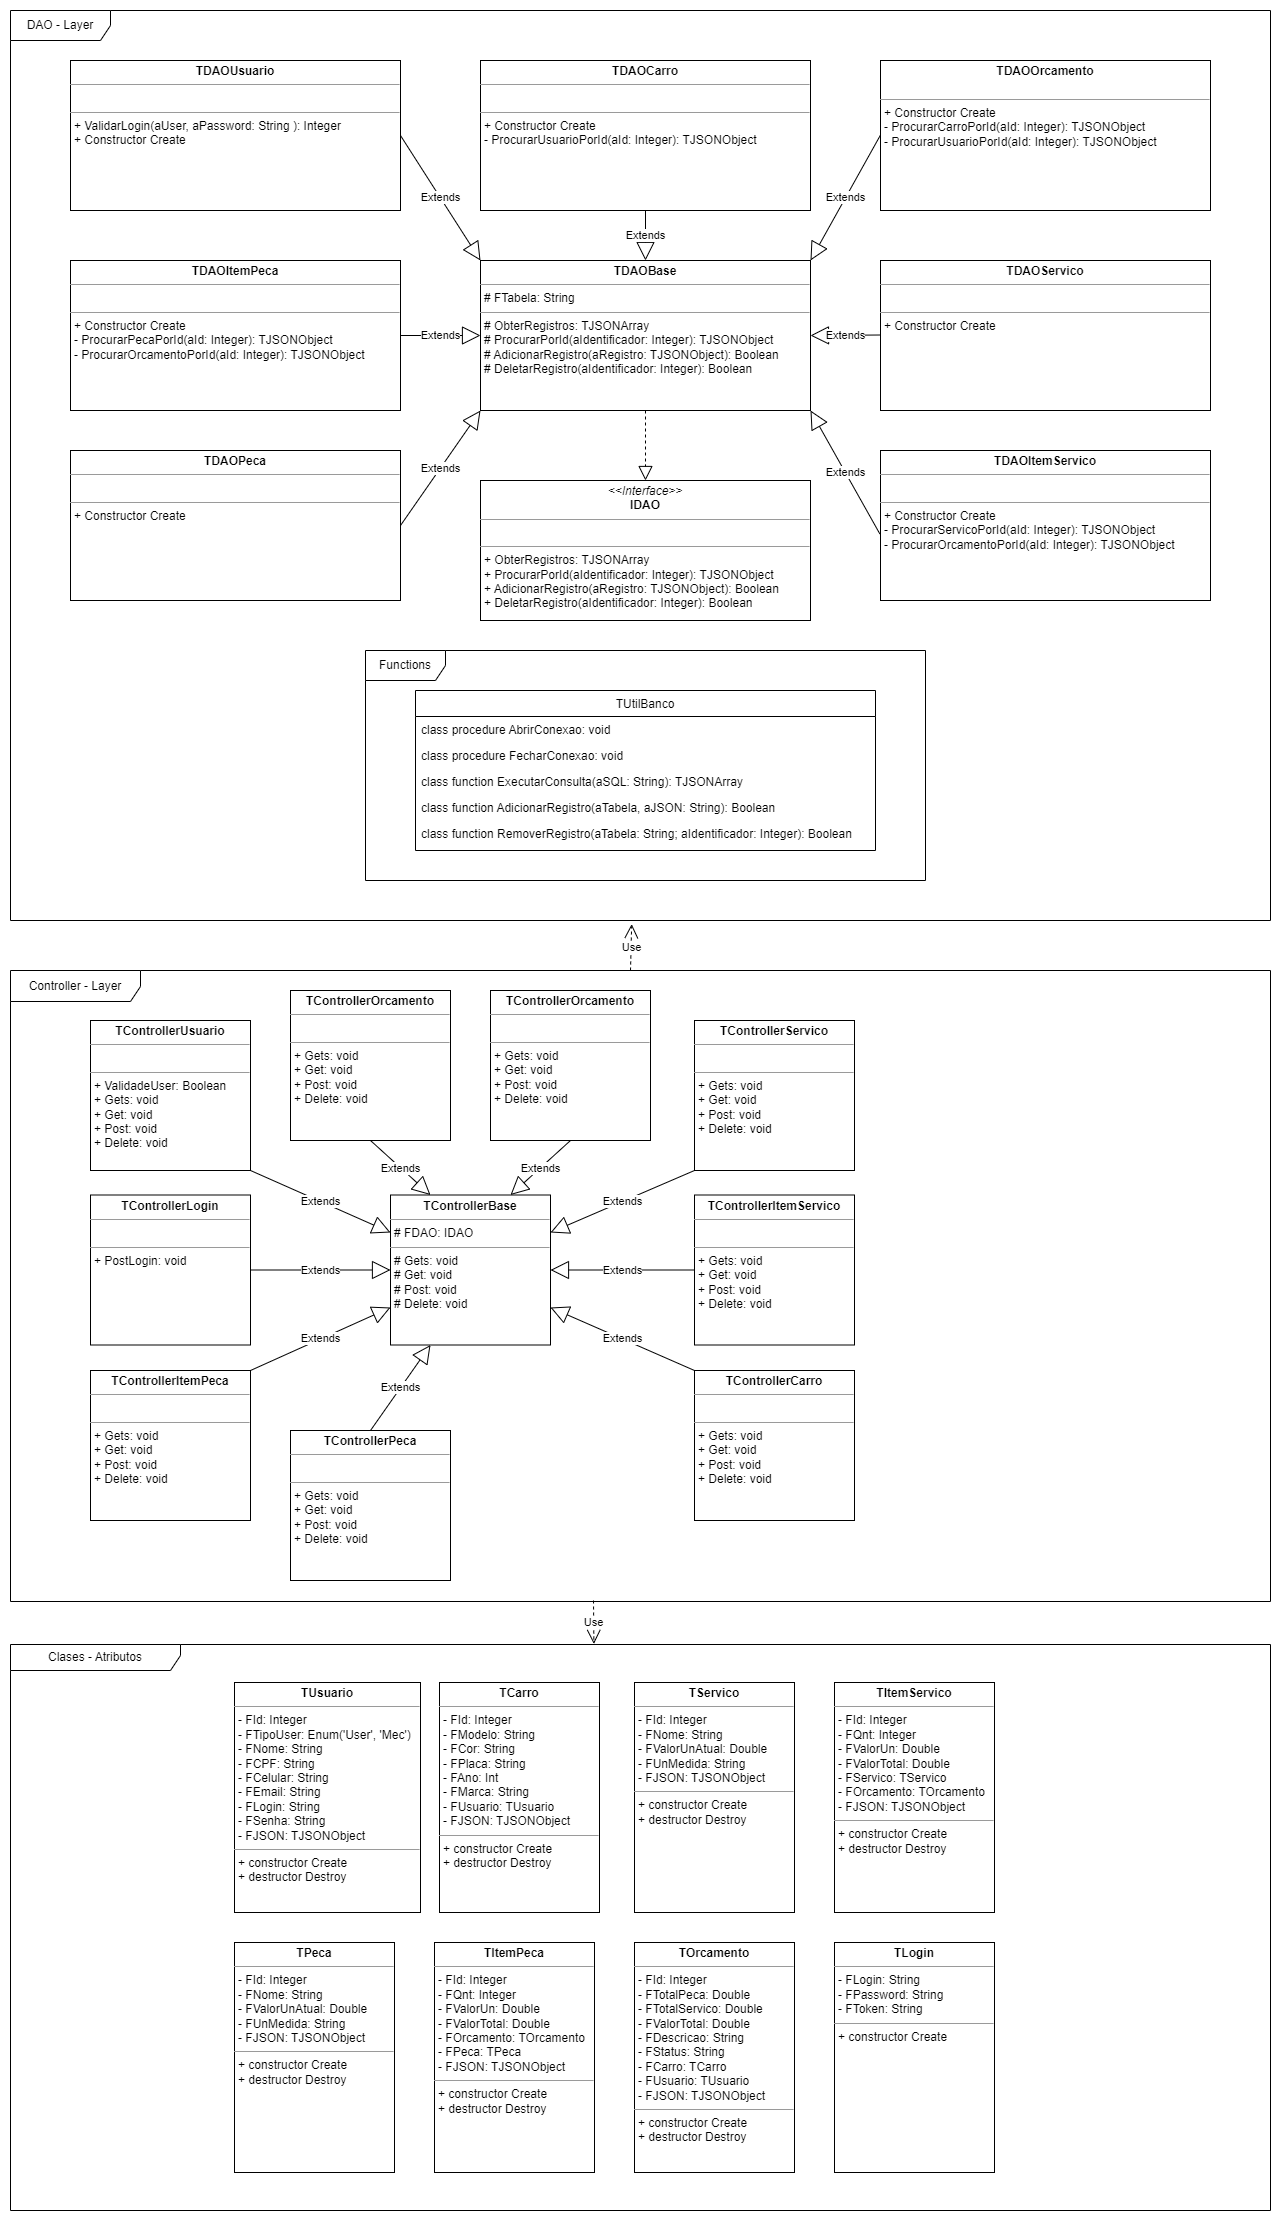 DAO - Layer
TDAOUsuario
+ ValidarLogin(aUser, aPassword: String ): Integer
+ Constructor Create
TDAOCarro
+ Constructor Create
- ProcurarUsuarioPorId(aId: Integer): TJSONObject
TDAOOrcamento
+ Constructor Create
- ProcurarCarroPorId(aId: Integer): TJSONObject
- ProcurarUsuarioPorId(aId: Integer): TJSONObject
Extends
Extends
Extends
TDAOItemPeca
+ Constructor Create
- ProcurarPecaPorId(aId: Integer): TJSONObject
- ProcurarOrcamentoPorId(aId: Integer): TJSONObject
Extends
TDAOBase
# FTabela: String
# ObterRegistros: TJSONArray
# ProcurarPorId(aIdentificador: Integer): TJSONObject
# AdicionarRegistro(aRegistro: TJSONObject): Boolean
# DeletarRegistro(aIdentificador: Integer): Boolean
Extends
TDAOServico
+ Constructor Create
TDAOPeca
+ Constructor Create
Extends
<<Interface>>
IDAO
+ ObterRegistros: TJSONArray
+ ProcurarPorId(aIdentificador: Integer): TJSONObject
+ AdicionarRegistro(aRegistro: TJSONObject): Boolean
+ DeletarRegistro(aIdentificador: Integer): Boolean
Extends
TDAOItemServico
+ Constructor Create
- ProcurarServicoPorId(aId: Integer): TJSONObject
- ProcurarOrcamentoPorId(aId: Integer): TJSONObject
Functions
TUtilBanco
class procedure AbrirConexao: void
class procedure FecharConexao: void
class function ExecutarConsulta(aSQL: String): TJSONArray
class function AdicionarRegistro(aTabela, aJSON: String): Boolean
class function RemoverRegistro(aTabela: String; aIdentificador: Integer): Boolean
Use
Controller - Layer
TControllerUsuario
+ ValidadeUser: Boolean
+ Gets: void
+ Get: void
+ Post: void
+ Delete: void
TControllerOrcamento
+ Gets: void
+ Get: void
+ Post: void
+ Delete: void
TControllerOrcamento
+ Gets: void
+ Get: void
+ Post: void
+ Delete: void
TControllerServico
+ Gets: void
+ Get: void
+ Post: void
+ Delete: void
Extends
Extends
Extends
Extends
TControllerLogin
+ PostLogin: void
Extends
TControllerBase
# FDAO: IDAO
# Gets: void
# Get: void
# Post: void
# Delete: void
Extends
TControllerItemServico
+ Gets: void
+ Get: void
+ Post: void
+ Delete: void
Extends
Extends
Extends
TControllerItemPeca
+ Gets: void
+ Get: void
+ Post: void
+ Delete: void
TControllerPeca
+ Gets: void
+ Get: void
+ Post: void
+ Delete: void
TControllerCarro
+ Gets: void
+ Get: void
+ Post: void
+ Delete: void
Use
Clases - Atributos
TUsuario
- FId: Integer
- FTipoUser: Enum('User', 'Mec')
- FNome: String
- FCPF: String
- FCelular: String
- FEmail: String
- FLogin: String
- FSenha: String
- FJSON: TJSONObject
+ constructor Create
+ destructor Destroy
TCarro
- FId: Integer
- FModelo: String
- FCor: String
- FPlaca: String
- FAno: Int
- FMarca: String
- FUsuario: TUsuario
- FJSON: TJSONObject
+ constructor Create
+ destructor Destroy
TServico
- FId: Integer
- FNome: String
- FValorUnAtual: Double
- FUnMedida: String
- FJSON: TJSONObject
+ constructor Create
+ destructor Destroy
TItemServico
- FId: Integer
- FQnt: Integer
- FValorUn: Double
- FValorTotal: Double
- FServico: TServico
- FOrcamento: TOrcamento
- FJSON: TJSONObject
+ constructor Create
+ destructor Destroy
TPeca
- FId: Integer
- FNome: String
- FValorUnAtual: Double
- FUnMedida: String
- FJSON: TJSONObject
+ constructor Create
+ destructor Destroy
TItemPeca
- FId: Integer
- FQnt: Integer
- FValorUn: Double
- FValorTotal: Double
- FOrcamento: TOrcamento
- FPeca: TPeca
- FJSON: TJSONObject
+ constructor Create
+ destructor Destroy
TOrcamento
- FId: Integer
- FTotalPeca: Double
- FTotalServico: Double
- FValorTotal: Double
- FDescricao: String
- FStatus: String
- FCarro: TCarro
- FUsuario: TUsuario
- FJSON: TJSONObject
+ constructor Create
+ destructor Destroy
TLogin
- FLogin: String
- FPassword: String
- FToken: String
+ constructor Create